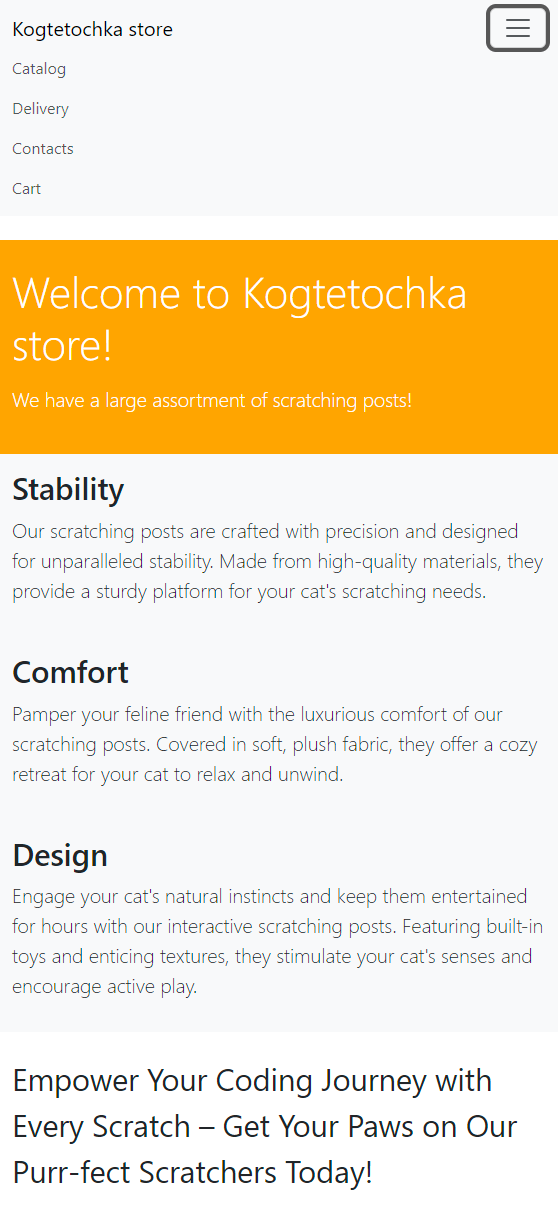 Kogtetochka store
Catalog
Delivery
Contacts
Cart
Welcome to Kogtetochka
store!
We have a large assortment of scratching posts!
Stability
Our scratching posts are crafted with precision and designed
for unparalleled stability. Made from high-quality materials, they
provide a sturdy platform for your cat's scratching needs.
Comfort
Pamper your feline friend with the luxurious comfort of our
scratching posts. Covered in soft, plush fabric, they offer a cozy
retreat for your cat to relax and unwind.
Design
Engage your cat's natural instincts and keep them entertained
for hours with our interactive scratching posts. Featuring built-in
toys and enticing textures, they stimulate your cat's senses and
encourage active play.
Empower Your Coding Journey with
Every Scratch – Get Your Paws on Our
Purr-fect Scratchers Today!